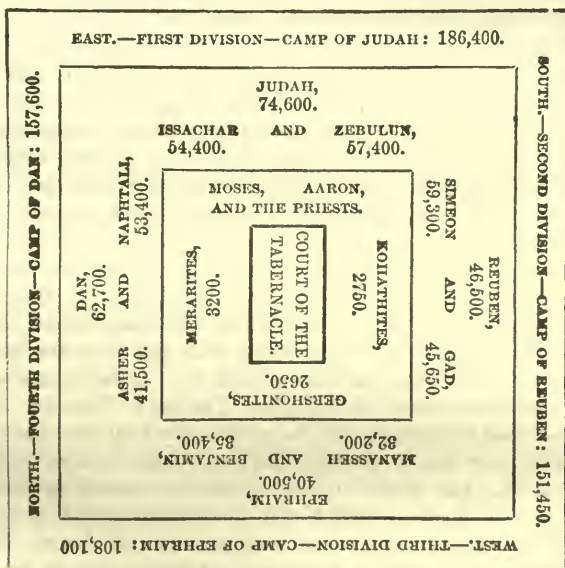 EAST.—FIRST DIVISION—CAMP OF JUDAH: 186,400.
JUDAH,
74,600.
ISSACHAR AND ZEBULUN,
54,400. 57,400.
MOSES, AARON,
AND THE PRIESTS.
NORTH.—FOURTH DIVISION—CAMP OF DAN: 157,600.
DAN,
62,700.
ASHER AND NAPHTALI,
41,500. 53,400.
MERARITES,
3200.
COURT OF THE
TABERNACLE.
KOHATHITES,
2750.
SIMEON AND GAD,
59,300. 45,650.
REUBEN,
46,500.
SOUTH.—SECOND DIVISION—CAMP OF REUBEN: 151,450.
GERSHONITES,
2650.
MANASSEH AND BENJAMIN,
32,200. 35,400.
EPHRAIM,
40,500.
WEST.—THIRD DIVISION—CAMP OF EPHRAIM: 108,100